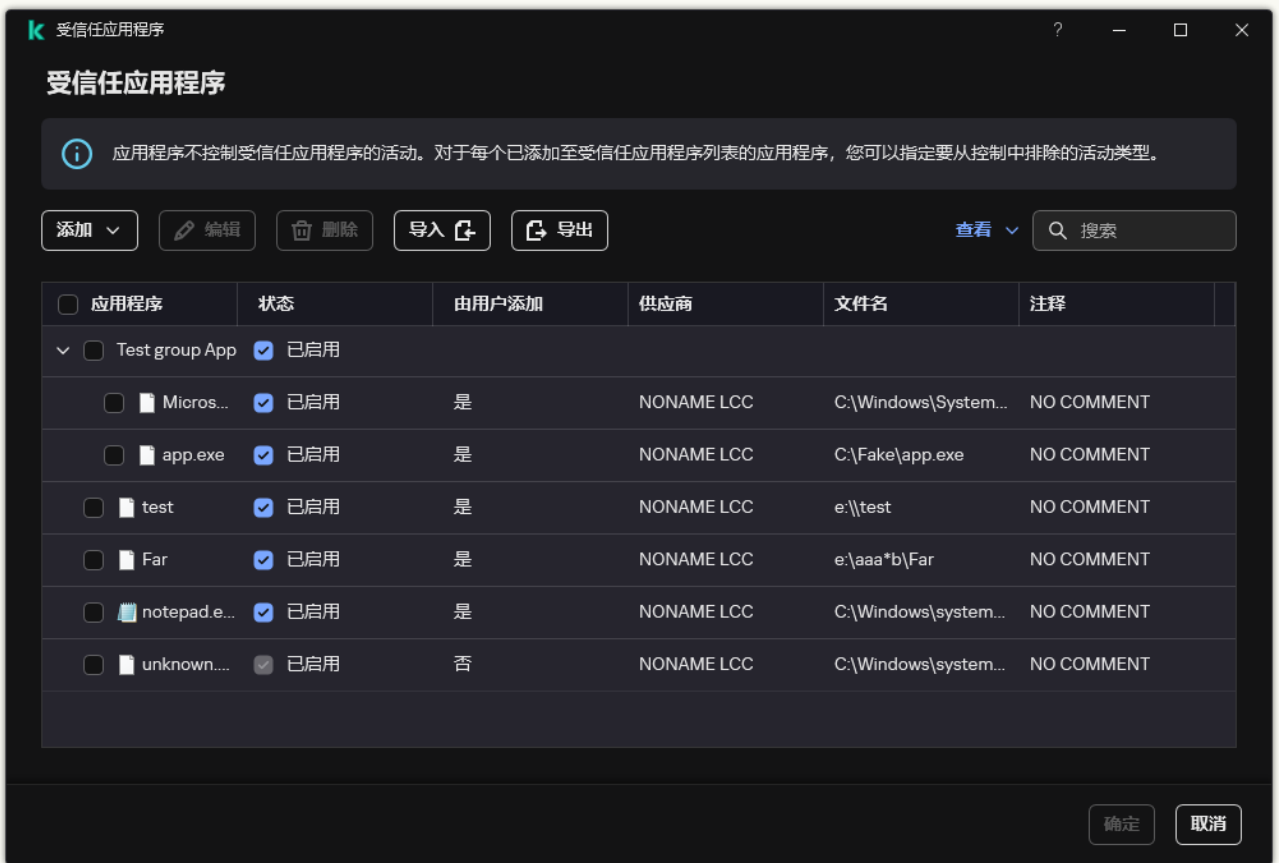 受信任应用程序
?
受信任应用程序
应用程序不控制受信任应用程序的活动。对于每个已添加至受信任应用程序列表的应用程序，您可以指定要从控制中排除的活动类型。
添加 编辑 删除 导入 导出 查看 搜索
应用程序 状态 由用户添加 供应商 文件名 注释
Test group App 已启用
Micros... 已启用 是 NONAME LCC C:\Windows\System... NO COMMENT
app.exe 已启用 是 NONAME LCC C:\Fake\app.exe NO COMMENT
test 已启用 是 NONAME LCC e:\\test NO COMMENT
Far 已启用 是 NONAME LCC e:\aaa*b\Far NO COMMENT
notepad.e... 已启用 是 NONAME LCC C:\Windows\system... NO COMMENT
unknown.... 已启用 否 NONAME LCC C:\Windows\system... NO COMMENT
确定 取消